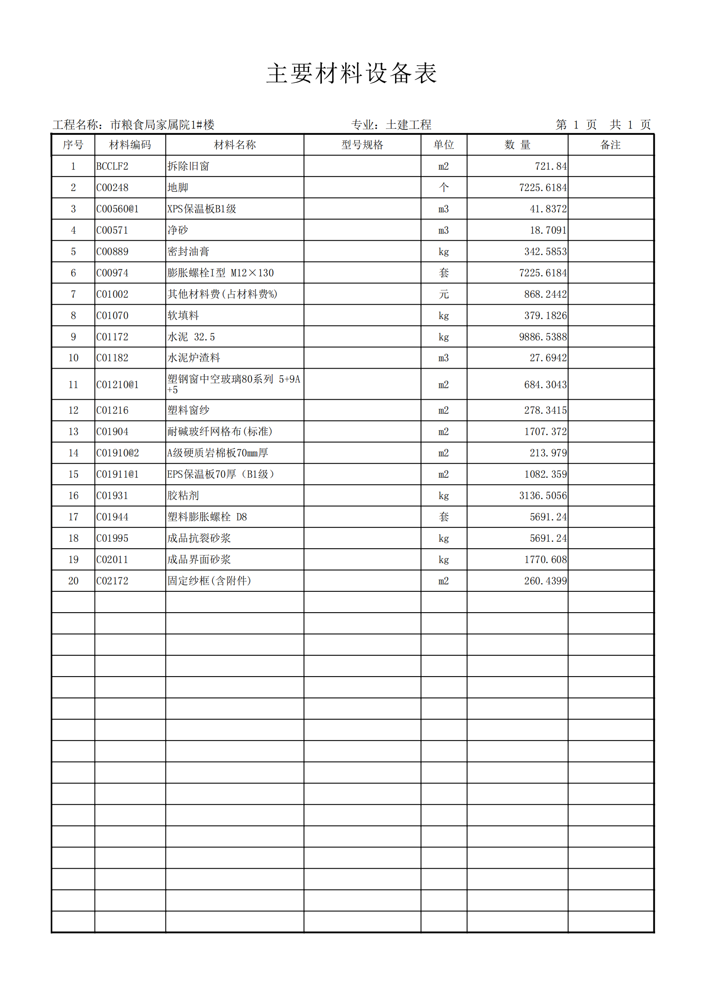 主要材料设备表
工程名称：市粮食局家属院1#楼 专业：土建工程 第 1 页 共 1 页
序号 材料编码 材料名称 型号规格 单位 数 量 备注
1 BCCLF2 拆除旧窗 m2 721.84
2 C00248 地脚 个 7225.6184
3 C00560@1 XPS保温板B1级 m3 41.8372
4 C00571 净砂 m3 18.7091
5 C00889 密封油膏 kg 342.5853
6 C00974 膨胀螺栓I型 M12×130 套 7225.6184
7 C01002 其他材料费(占材料费%) 元 868.2442
8 C01070 软填料 kg 379.1826
9 C01172 水泥 32.5 kg 9886.5388
10 C01182 水泥炉渣料 m3 27.6942
11 C01210@1 塑钢窗中空玻璃80系列 5+9A
+5 m2 684.3043
12 C01216 塑料窗纱 m2 278.3415
13 C01904 耐碱玻纤网格布(标准) m2 1707.372
14 C01910@2 A级硬质岩棉板70mm厚 m2 213.979
15 C01911@1 EPS保温板70厚（B1级） m2 1082.359
16 C01931 胶粘剂 kg 3136.5056
17 C01944 塑料膨胀螺栓 D8 套 5691.24
18 C01995 成品抗裂砂浆 kg 5691.24
19 C02011 成品界面砂浆 kg 1770.608
20 C02172 固定纱框(含附件) m2 260.4399